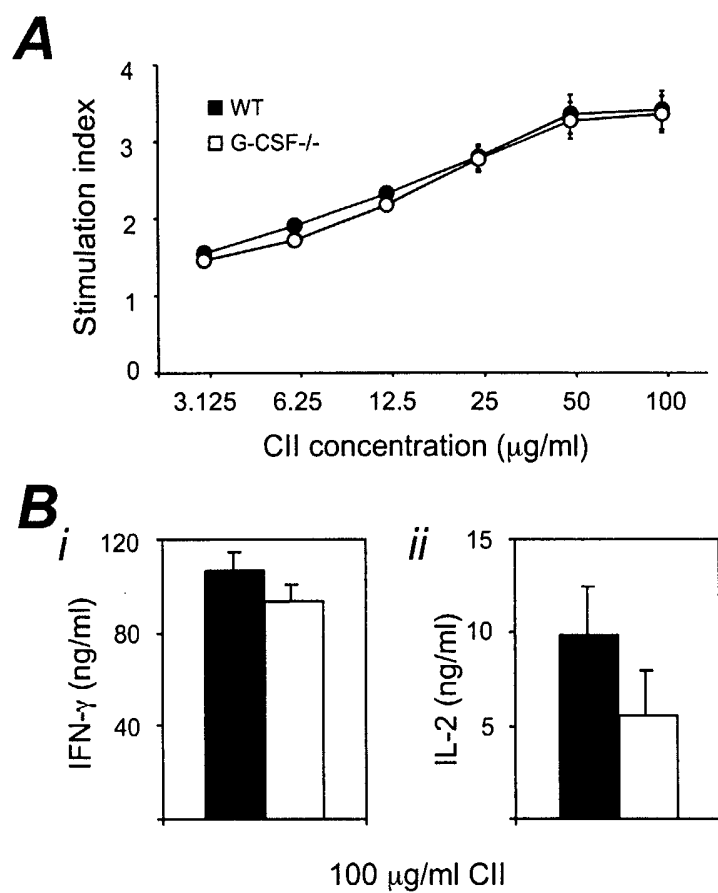 A
Stimulation index
4
3
2
1
0
WT
G-CSF-/-
3.125 6.25 12.5 25 50 100
CII concentration (μg/ml)
B
i
IFN-γ (ng/ml)
120
80
40
ii
IL-2 (ng/ml)
15
10
5
100 μg/ml CII